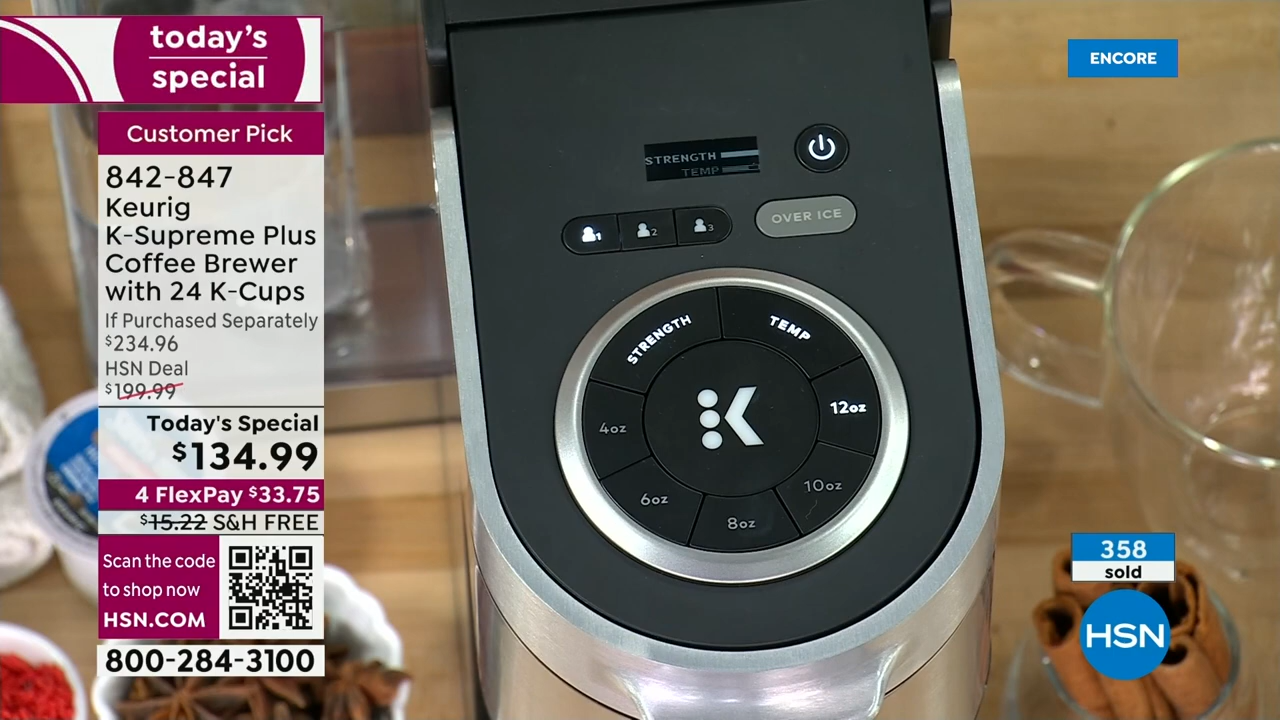 today's
special
Customer Pick
842-847
Keurig
K-Supreme Plus
Coffee Brewer
with 24 K-Cups
If Purchased Separately
$234.96
HSN Deal
$199.99
Today's Special
$134.99
4 FlexPay $33.75
$15.22 S&H FREE
Scan the code
to shop now
HSN.COM
800-284-3100
ENCORE
STRENGTH
TEMP
1 2 3
OVER ICE
STRENGTH TEMP
4oz 12oz
K
6oz 10oz
8oz
358
sold
HSN